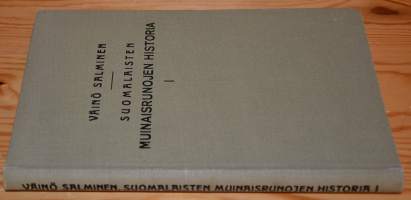 VÄINÖ SALMINEN
SUOMALAISTEN
MUINAISRUNOJEN HISTORIA
I
VÄINÖ SALMINEN. SUOMALAISTEN MUINAISRUNOJEN HISTORIA I